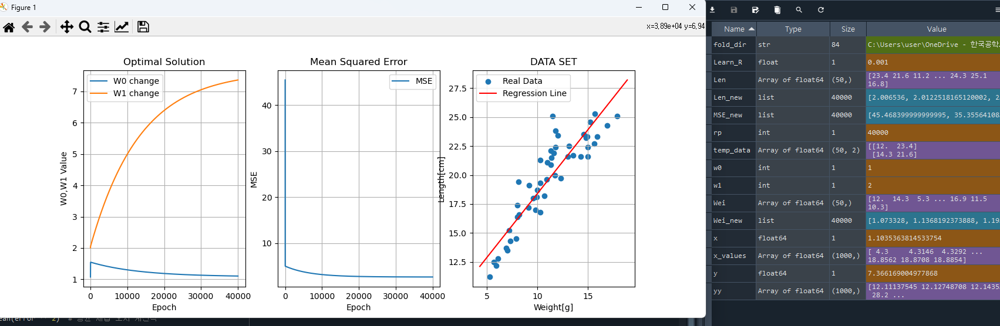 Figure 1
x=3.89e+04 y=6.94
Optimal Solution
W0 change
W1 change
7
6
5
4
3
2
1
W0,W1 Value
0 10000 20000 30000 40000
Epoch
Mean Squared Error
MSE
40
30
20
10
MSE
0 10000 20000 30000 40000
Epoch
DATA SET
Real Data
Regression Line
27.5
25.0
22.5
20.0
17.5
15.0
12.5
Length[cm]
5 10 15
Weight[g]
Name Type Size Value
fold_dir str 84 C:\Users\user\OneDrive - 한국공학
Learn_R float 1 0.001
Len Array of float64 (50,) [23.4 21.6 11.2 ... 24.3 25.1
16.8]
Len_new list 40000 [2.006536, 2.0122518165120002, 2
MSE_new list 40000 [45.468399999999995, 35.35564108
rp int 1 40000
temp_data Array of float64 (50, 2) [[12. 23.4]
[14.3 21.6]
w0 int 1 1
w1 int 1 2
Wei Array of float64 (50,) [12. 14.3 5.3 ... 16.9 11.5
10.3]
Wei_new list 40000 [1.073328, 1.1368192373888, 1.19
x float64 1 1.1035363814533754
x_values Array of float64 (1000,) [ 4.3 4.3146 4.3292 ...
18.8562 18.8708 18.8854]
y float64 1 7.366169004977868
yy Array of float64 (1000,) [12.11137545 12.12748708 12.1435
28.2 ...